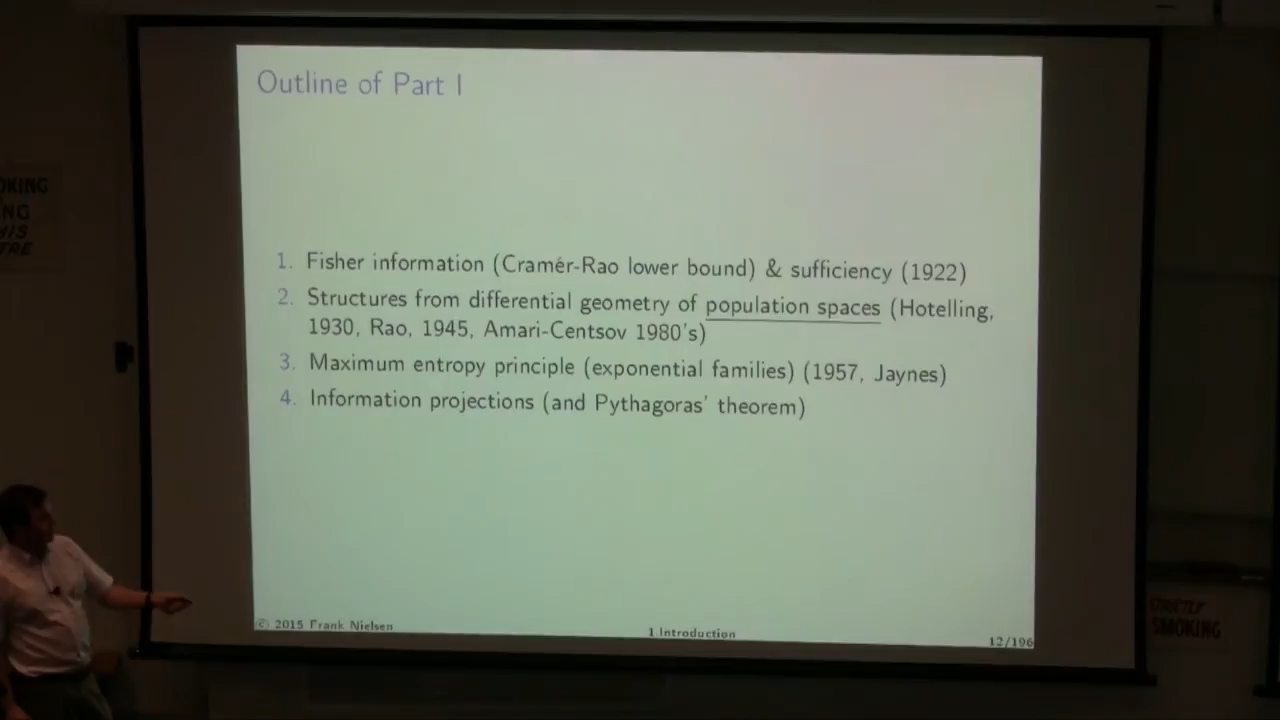 Outline of Part I
1. Fisher information (Cramér-Rao lower bound) & sufficiency (1922)
2. Structures from differential geometry of population spaces (Hotelling,
1930, Rao, 1945, Amari-Centsov 1980's)
3. Maximum entropy principle (exponential families) (1957, Jaynes)
4. Information projections (and Pythagoras' theorem)
© 2015 Frank Nielsen
1 Introduction
12/196
STRICTLY
SMOKING